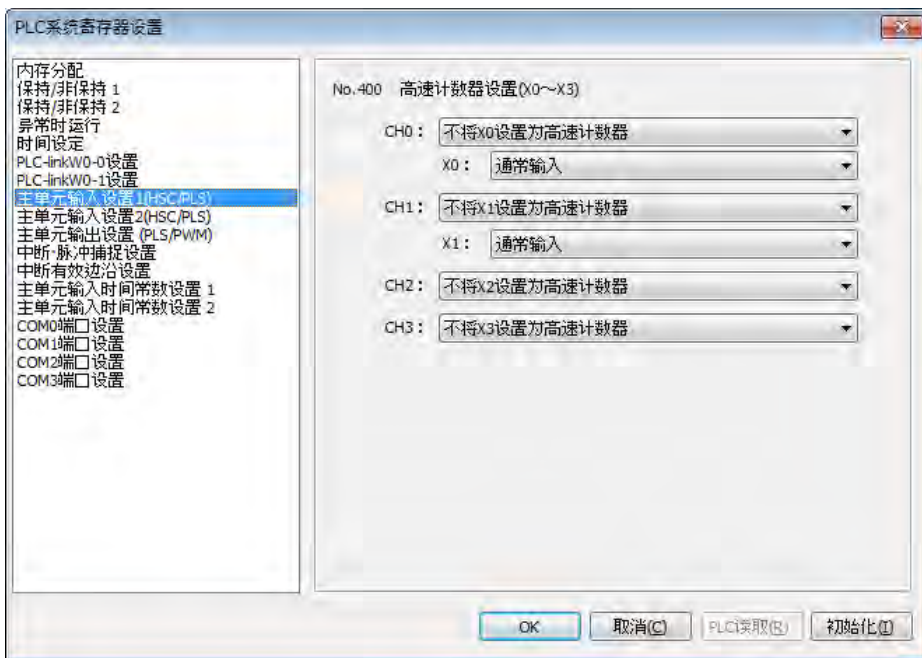 PLC系统寄存器设置
内存分配
保持/非保持 1
保持/非保持 2
异常时运行
时间设定
PLC-linkW0-0设置
PLC-linkW0-1设置
主单元输入设置1(HSC/PLS)
主单元输入设置2(HSC/PLS)
主单元输出设置 (PLS/PWM)
中断·脉冲捕捉设置
中断有效边沿设置
主单元输入时间常数设置 1
主单元输入时间常数设置 2
COM0端口设置
COM1端口设置
COM2端口设置
COM3端口设置
No.400 高速计数器设置(X0～X3)
CH0： 不将X0设置为高速计数器
X0： 通常输入
CH1： 不将X1设置为高速计数器
X1： 通常输入
CH2： 不将X2设置为高速计数器
CH3： 不将X3设置为高速计数器
OK 取消(C) PLC读取(R) 初始化(I)